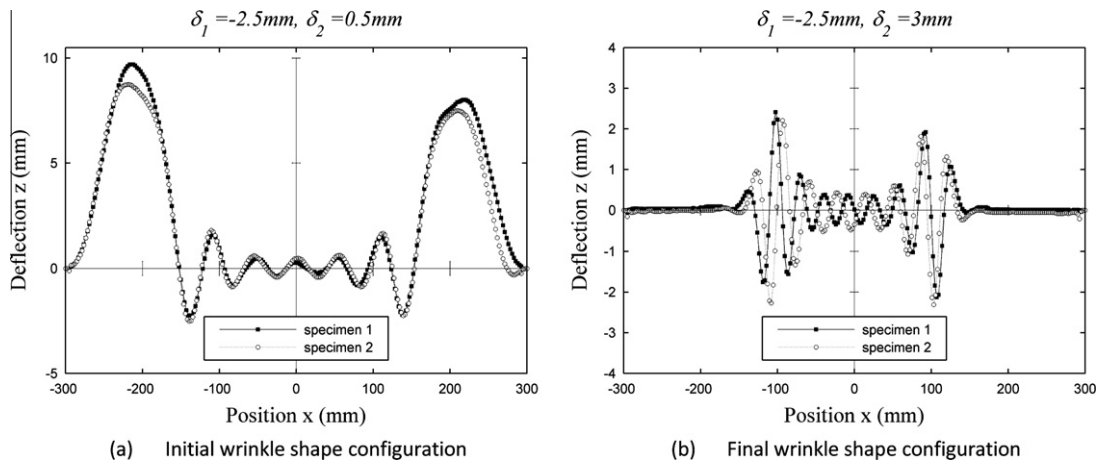 δ1 =-2.5mm, δ2 =0.5mm
10
5
0
-5
-300 -200 -100 0 100 200 300
Deflection z (mm)
specimen 1
specimen 2
Position x (mm)
(a) Initial wrinkle shape configuration
δ1 =-2.5mm, δ2 =3mm
4
3
2
1
0
-1
-2
-3
-4
-300 -200 -100 0 100 200 300
Deflection z (mm)
specimen 1
specimen 2
Position x (mm)
(b) Final wrinkle shape configuration